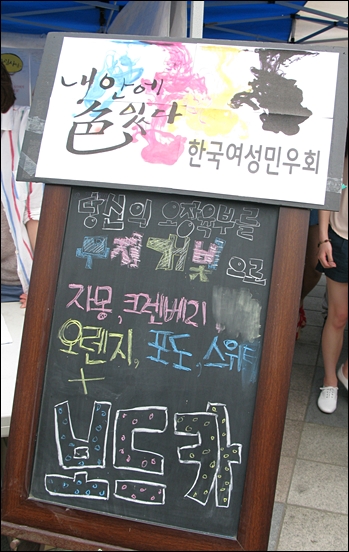 내 안에
色 있다
한국여성민우회
당신의 오장육부를
무지개빛으로
자몽, 크렌베리,
오렌지, 포도, 스위트
+
보드카